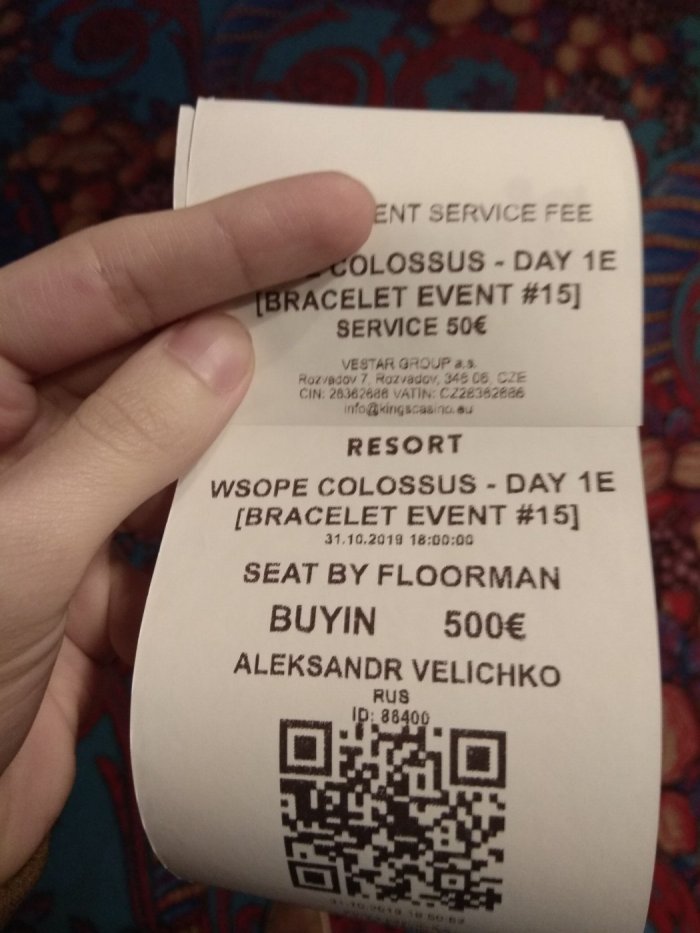 ENT SERVICE FEE
COLOSSUS - DAY 1E
[BRACELET EVENT #15]
SERVICE 50€
VESTAR GROUP a.s.
Rozvadov 7, Rozvadov, 348 06, CZE
CIN: 26362686 VATIN: CZ26362686
info@kingscasino.eu
RESORT
WSOPE COLOSSUS - DAY 1E
[BRACELET EVENT #15]
31.10.2019 18:00:00
SEAT BY FLOORMAN
BUYIN 500€
ALEKSANDR VELICHKO
RUS
ID: 88400